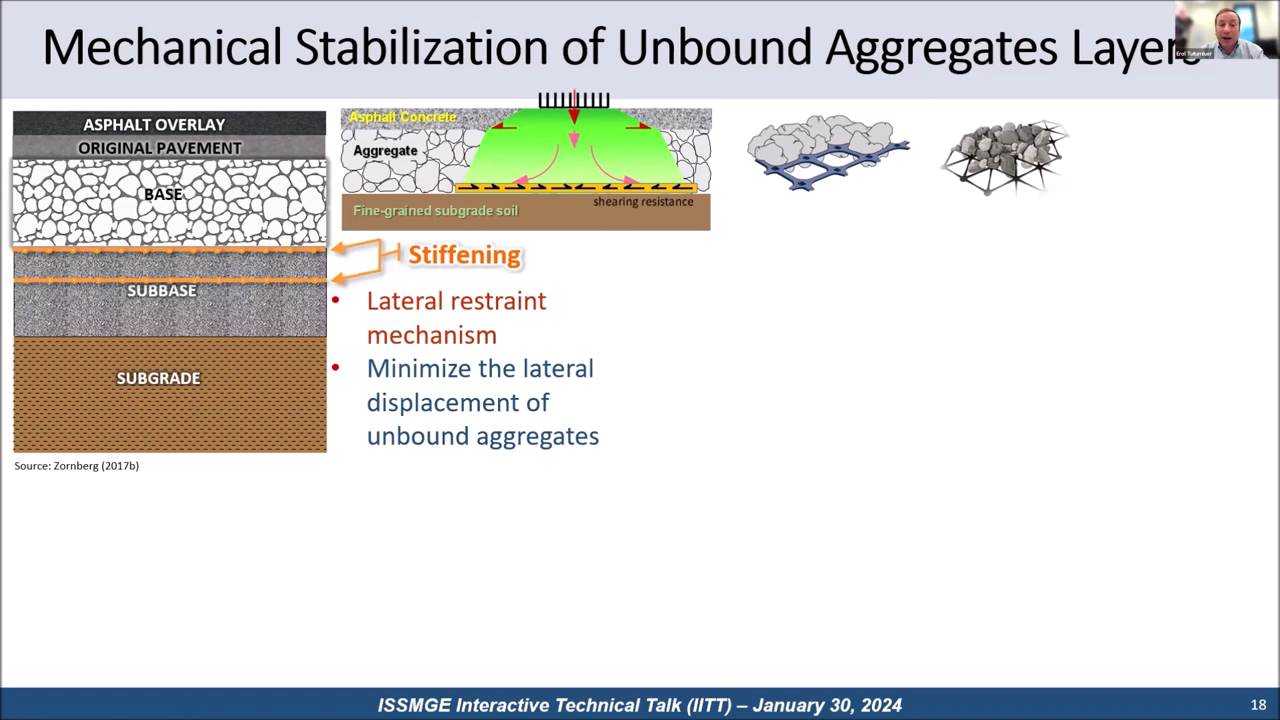 Mechanical Stabilization of Unbound Aggregates Layers
Erol Tutumluer
ASPHALT OVERLAY
ORIGINAL PAVEMENT
BASE
SUBBASE
SUBGRADE
Source: Zornberg (2017b)
Asphalt Concrete
Aggregate
shearing resistance
Fine-grained subgrade soil
Stiffening
• Lateral restraint
mechanism
• Minimize the lateral
displacement of
unbound aggregates
ISSMGE Interactive Technical Talk (IITT) – January 30, 2024
18